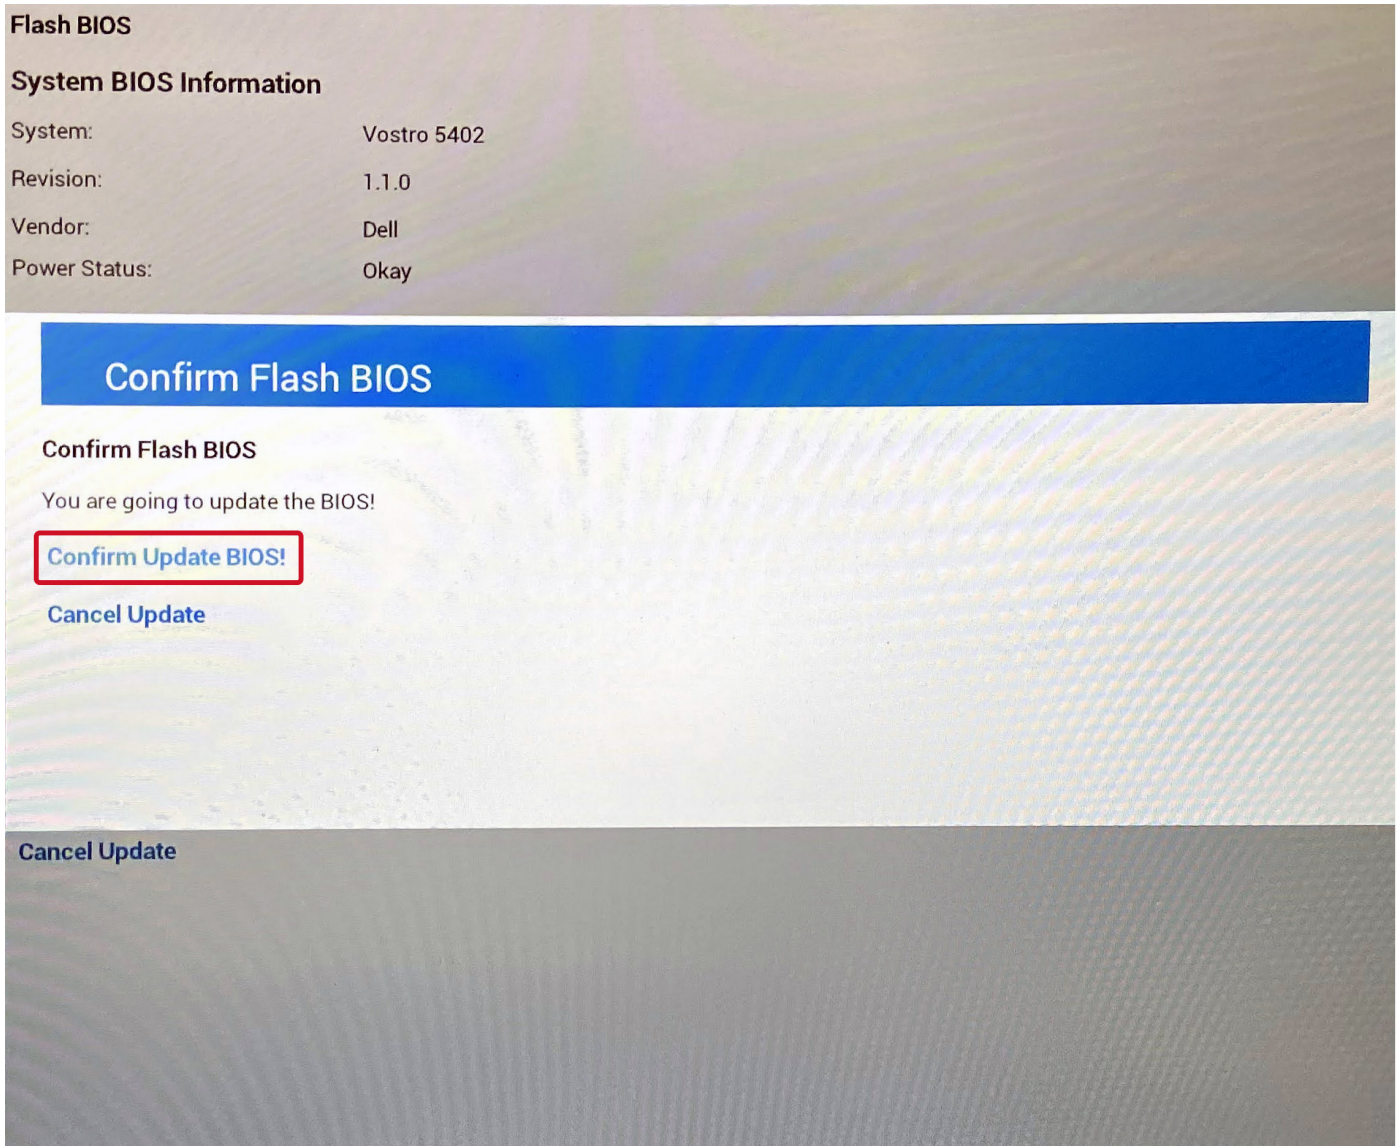 Flash BIOS
System BIOS Information
System: Vostro 5402
Revision: 1.1.0
Vendor: Dell
Power Status: Okay
Confirm Flash BIOS
Confirm Flash BIOS
You are going to update the BIOS!
Confirm Update BIOS!
Cancel Update
Cancel Update